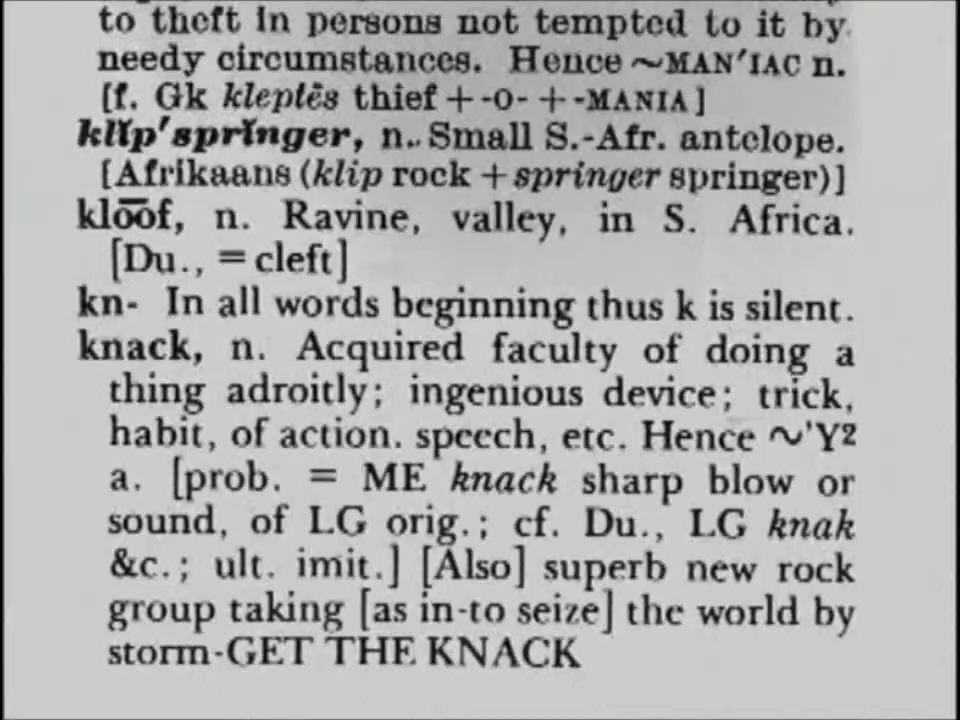 to theft in persons not tempted to it by
needy circumstances. Hence ~MAN'IAC n.
[f. Gk kleptēs thief + -O- + -MANIA]
klĭp'sprĭnger, n. Small S.-Afr. antelope.
[Afrikaans (klip rock + springer springer)]
klo͞of, n. Ravine, valley, in S. Africa.
[Du., = cleft]
kn- In all words beginning thus k is silent.
knack, n. Acquired faculty of doing a
thing adroitly; ingenious device; trick,
habit, of action. speech, etc. Hence ~'Y²
a. [prob. = ME knack sharp blow or
sound, of LG orig.; cf. Du., LG knak
&c.; ult. imit.] [Also] superb new rock
group taking [as in-to seize] the world by
storm-GET THE KNACK